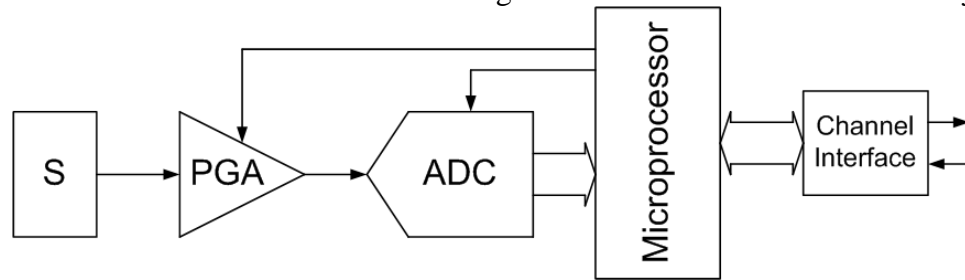 S
PGA
ADC
Microprocessor
Channel
Interface